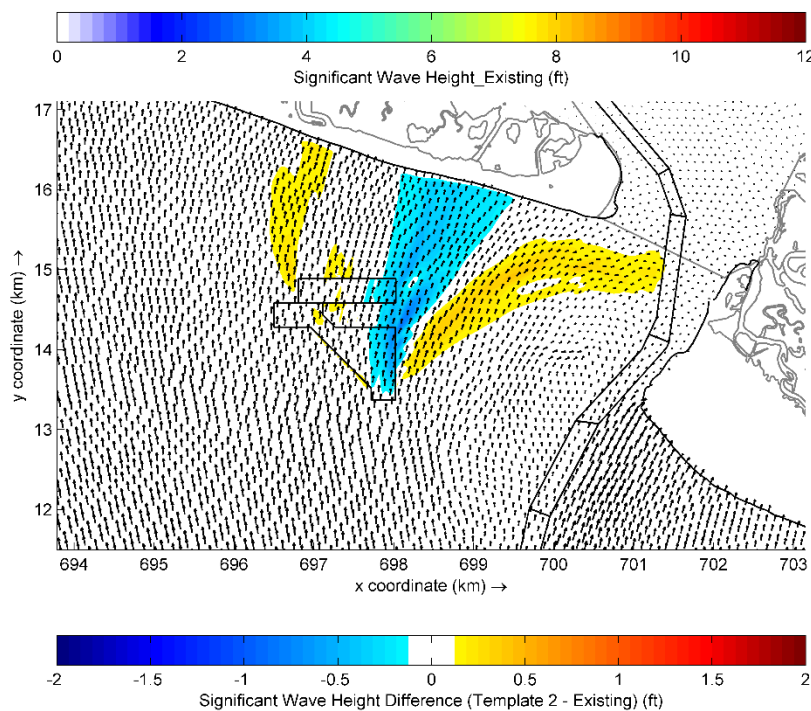 0 2 4 6 8 10 12
Significant Wave Height_Existing (ft)
17
16
15
14
13
12
y coordinate (km) →
694 695 696 697 698 699 700 701 702 703
x coordinate (km) →
-2 -1.5 -1 -0.5 0 0.5 1 1.5 2
Significant Wave Height Difference (Template 2 - Existing) (ft)